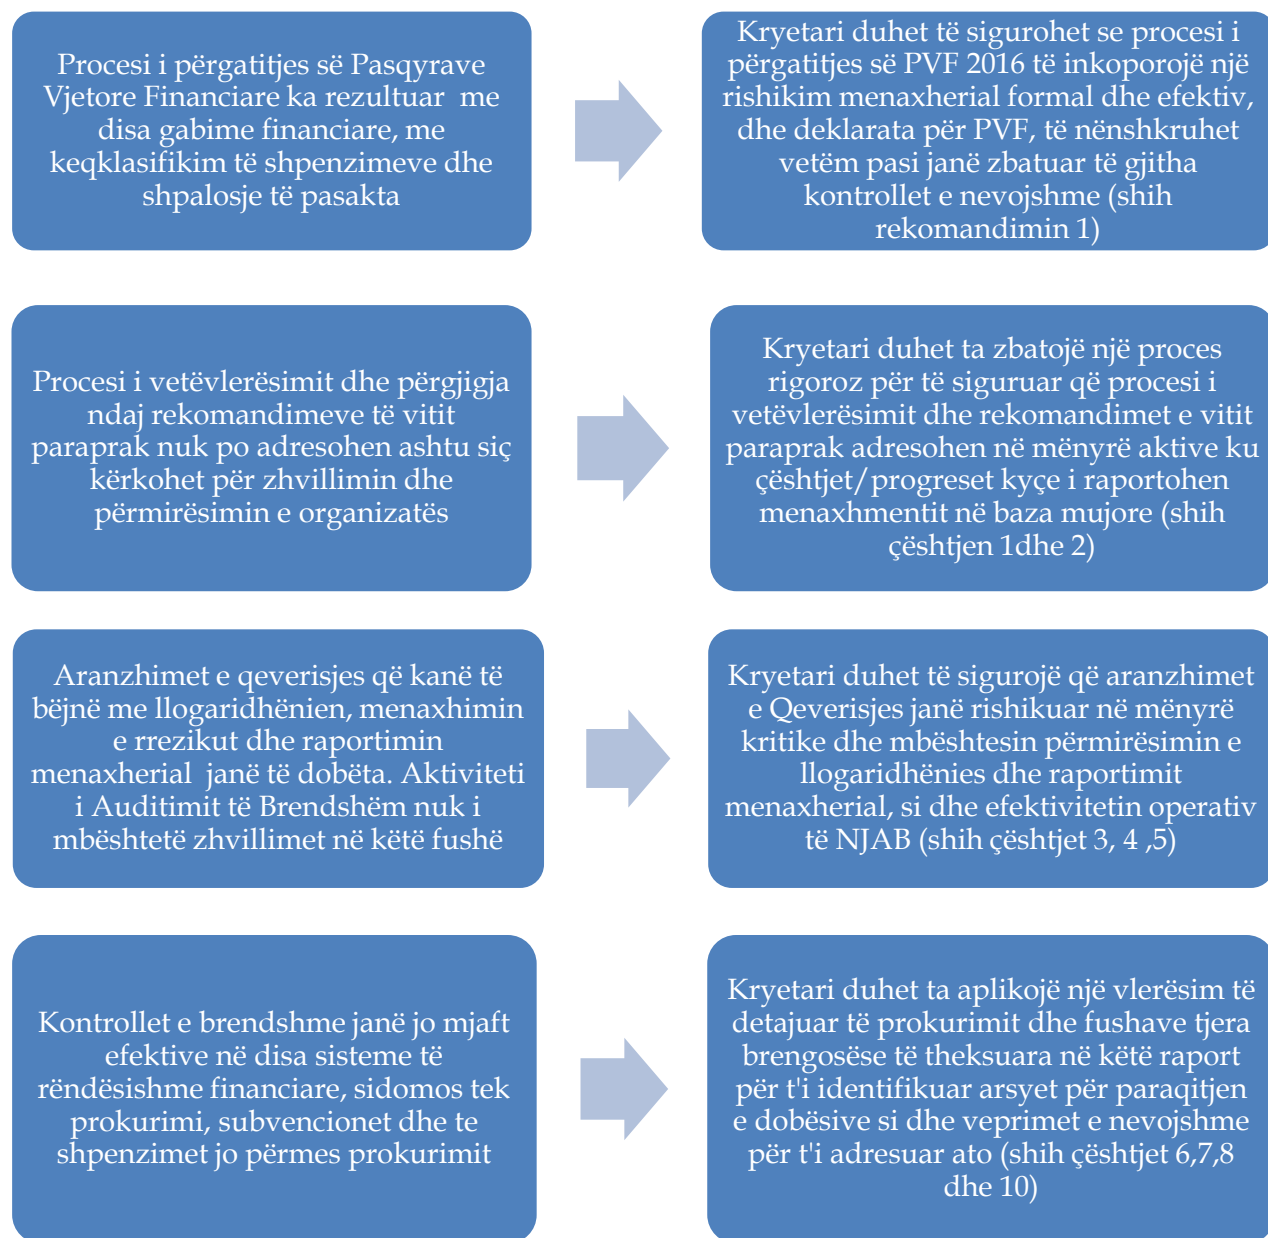 Procesi i përgatitjes së Pasqyrave
Vjetore Financiare ka rezultuar me
disa gabime financiare, me
keqklasifikim të shpenzimeve dhe
shpalosje të pasakta
Kryetari duhet të sigurohet se procesi i
përgatitjes së PVF 2016 të inkoporojë një
rishikim menaxherial formal dhe efektiv,
dhe deklarata për PVF, të nënshkruhet
vetëm pasi janë zbatuar të gjitha
kontrollet e nevojshme (shih
rekomandimin 1)
Procesi i vetëvlerësimit dhe përgjigja
ndaj rekomandimeve të vitit
paraprak nuk po adresohen ashtu siç
kërkohet për zhvillimin dhe
përmirësimin e organizatës
Kryetari duhet ta zbatojë një proces
rigoroz për të siguruar që procesi i
vetëvlerësimit dhe rekomandimet e vitit
paraprak adresohen në mënyrë aktive ku
çështjet/progreset kyçe i raportohen
menaxhmentit në baza mujore (shih
çështjen 1dhe 2)
Aranzhimet e qeverisjes që kanë të
bëjnë me llogaridhënien, menaxhimin
e rrezikut dhe raportimin
menaxherial janë të dobëta. Aktiviteti
i Auditimit të Brendshëm nuk i
mbështetë zhvillimet në këtë fushë
Kryetari duhet të sigurojë që aranzhimet
e Qeverisjes janë rishikuar në mënyrë
kritike dhe mbështesin përmirësimin e
llogaridhënies dhe raportimit
menaxherial, si dhe efektivitetin operativ
të NJAB (shih çështjet 3, 4 ,5)
Kontrollet e brendshme janë jo mjaft
efektive në disa sisteme të
rëndësishme financiare, sidomos tek
prokurimi, subvencionet dhe te
shpenzimet jo përmes prokurimit
Kryetari duhet ta aplikojë një vlerësim të
detajuar të prokurimit dhe fushave tjera
brengosëse të theksuara në këtë raport
për t'i identifikuar arsyet për paraqitjen
e dobësive si dhe veprimet e nevojshme
për t'i adresuar ato (shih çështjet 6,7,8
dhe 10)